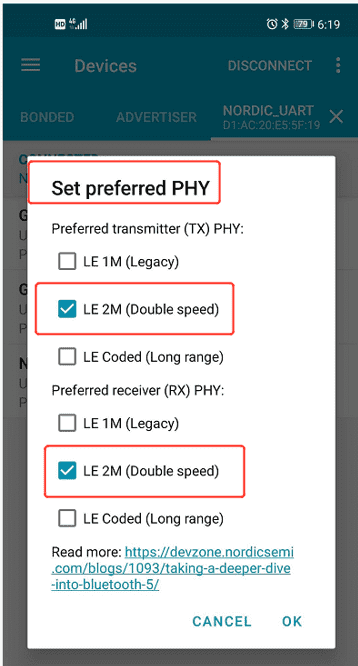 HD 4G 79 6:19
Devices DISCONNECT
BONDED ADVERTISER NORDIC_UART
D1:AC:20:E5:5F:19
Set preferred PHY
Preferred transmitter (TX) PHY:
LE 1M (Legacy)
LE 2M (Double speed)
LE Coded (Long range)
Preferred receiver (RX) PHY:
LE 1M (Legacy)
LE 2M (Double speed)
LE Coded (Long range)
Read more: https://devzone.nordicsemi
.com/blogs/1093/taking-a-deeper-dive
-into-bluetooth-5/
CANCEL OK